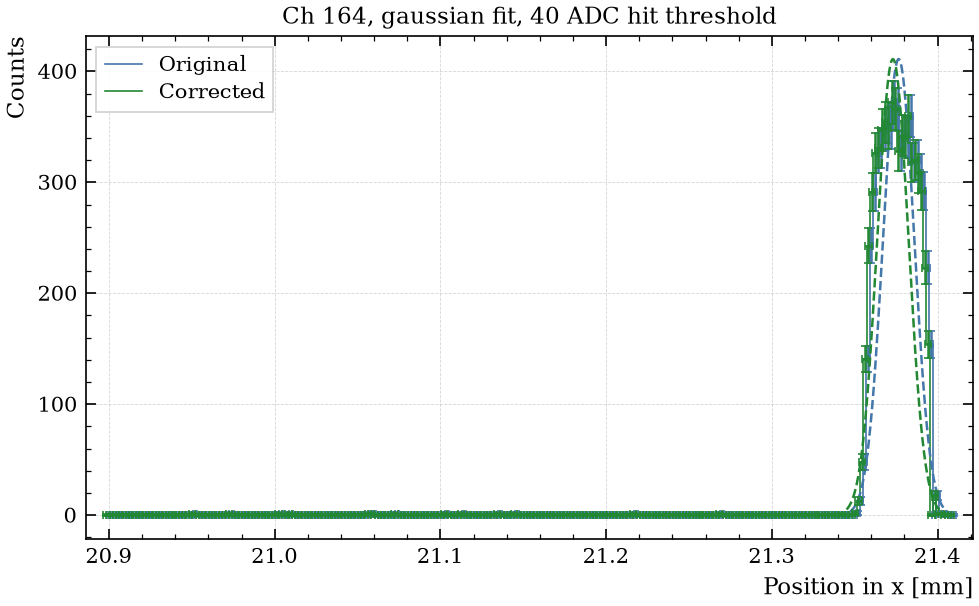 Ch 164, gaussian fit, 40 ADC hit threshold
Counts
Original
Corrected
400
300
200
100
0
20.9 21.0 21.1 21.2 21.3 21.4
Position in x [mm]